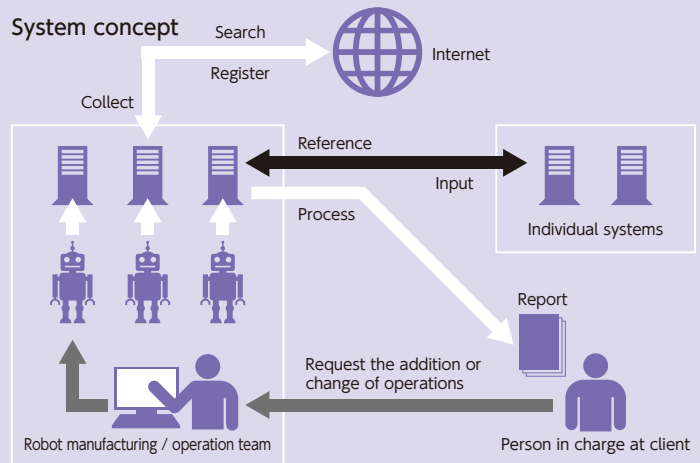 System concept
Search
Register
Internet
Collect
Reference
Input
Process
Individual systems
Report
Request the addition or
change of operations
Robot manufacturing / operation team
Person in charge at client